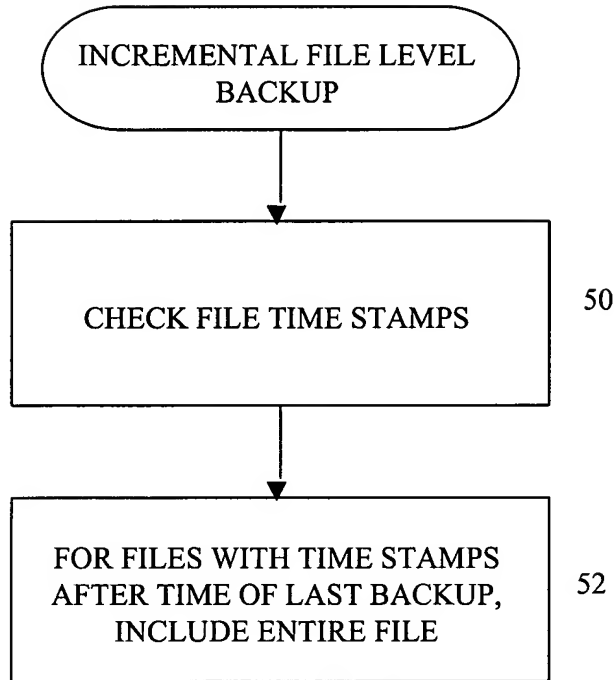 INCREMENTAL FILE LEVEL
BACKUP
CHECK FILE TIME STAMPS
50
FOR FILES WITH TIME STAMPS
AFTER TIME OF LAST BACKUP,
INCLUDE ENTIRE FILE
52